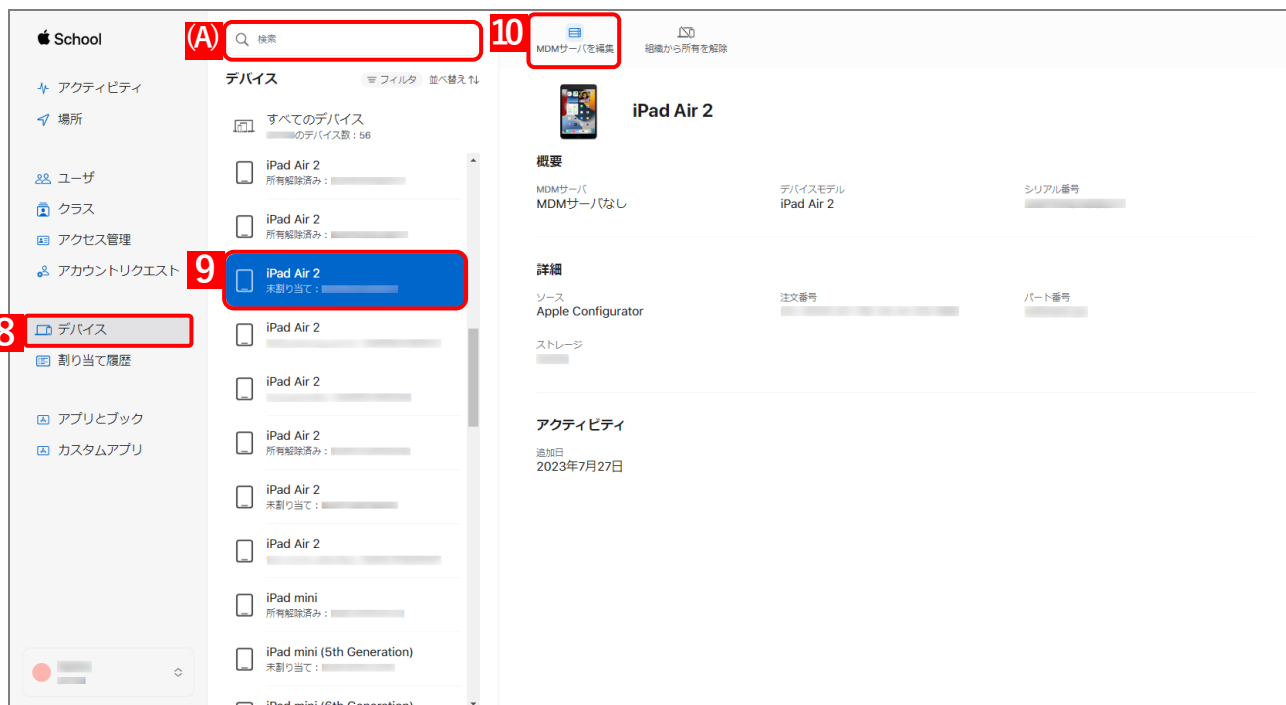 School
アクティビティ
場所
ユーザ
クラス
アクセス管理
アカウントリクエスト
8
デバイス
割り当て履歴
アプリとブック
カスタムアプリ
(A)
検索
デバイス
フィルタ
並べ替え
すべてのデバイス
のデバイス数：56
iPad Air 2
所有解除済み：
iPad Air 2
所有解除済み：
9
iPad Air 2
未割り当て：
iPad Air 2
iPad Air 2
iPad Air 2
所有解除済み：
iPad Air 2
未割り当て：
iPad Air 2
iPad mini
所有解除済み：
iPad mini (5th Generation)
未割り当て：
iPad mini (6th Generation)
10
MDMサーバを編集
組織から所有を解除
iPad Air 2
概要
MDMサーバ
MDMサーバなし
デバイスモデル
iPad Air 2
シリアル番号
詳細
ソース
Apple Configurator
注文番号
パート番号
ストレージ
アクティビティ
追加日
2023年7月27日